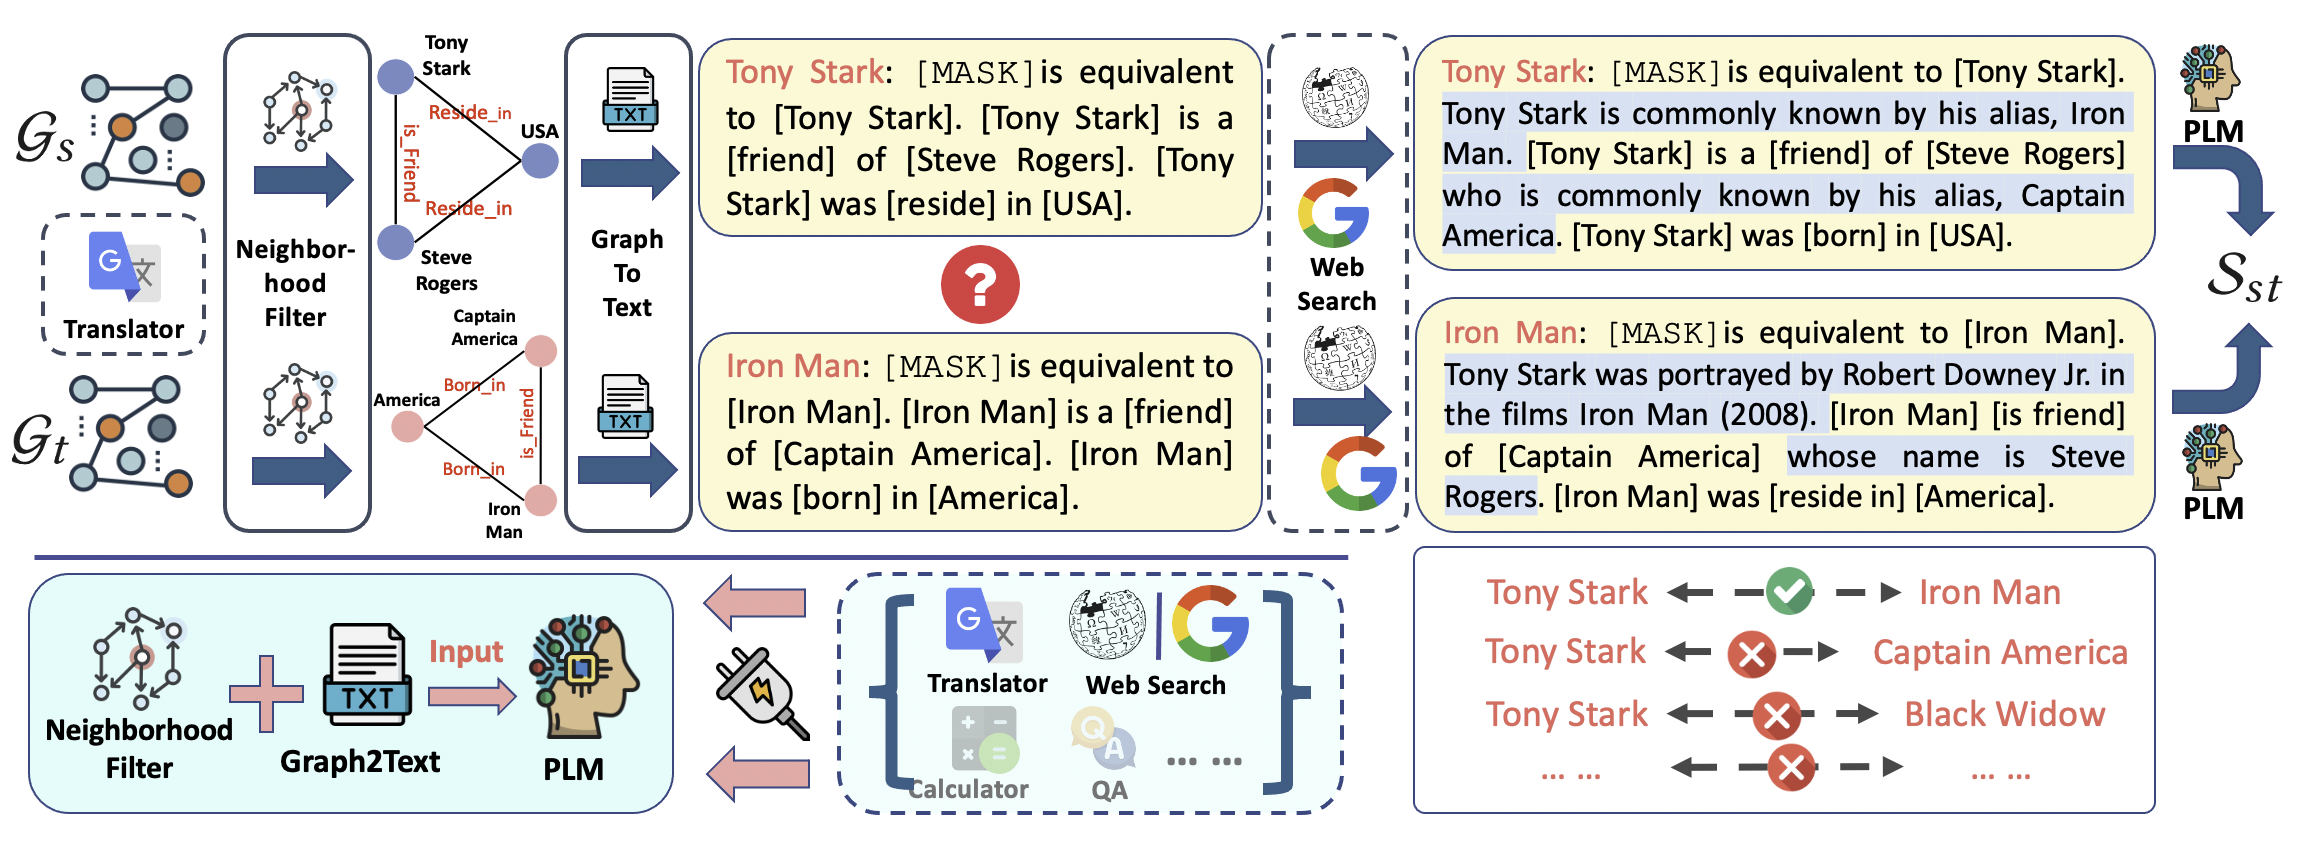 𝒢s
Translator
𝒢t
Neighbor-
hood
Filter
Tony
Stark
Reside_in
is_Friend
USA
Reside_in
Steve
Rogers
Captain
America
Born_in
America
is_Friend
Born_in
Iron
Man
TXT
Graph
To
Text
TXT
Tony Stark: [MASK] is equivalent
to [Tony Stark]. [Tony Stark] is a
[friend] of [Steve Rogers]. [Tony
Stark] was [reside] in [USA].
?
Iron Man: [MASK] is equivalent to
[Iron Man]. [Iron Man] is a [friend]
of [Captain America]. [Iron Man]
was [born] in [America].
Web
Search
Tony Stark: [MASK] is equivalent to [Tony Stark].
Tony Stark is commonly known by his alias, Iron
Man. [Tony Stark] is a [friend] of [Steve Rogers]
who is commonly known by his alias, Captain
America. [Tony Stark] was [born] in [USA].
Iron Man: [MASK] is equivalent to [Iron Man].
Tony Stark was portrayed by Robert Downey Jr. in
the films Iron Man (2008). [Iron Man] [is friend]
of [Captain America] whose name is Steve
Rogers. [Iron Man] was [reside in] [America].
PLM
𝒮st
PLM
Neighborhood
Filter
TXT
Graph2Text
Input
PLM
Translator
Web Search
Calculator
Q A
QA
... ...
Tony Stark Iron Man
Tony Stark Captain America
Tony Stark Black Widow
... ... ... ...